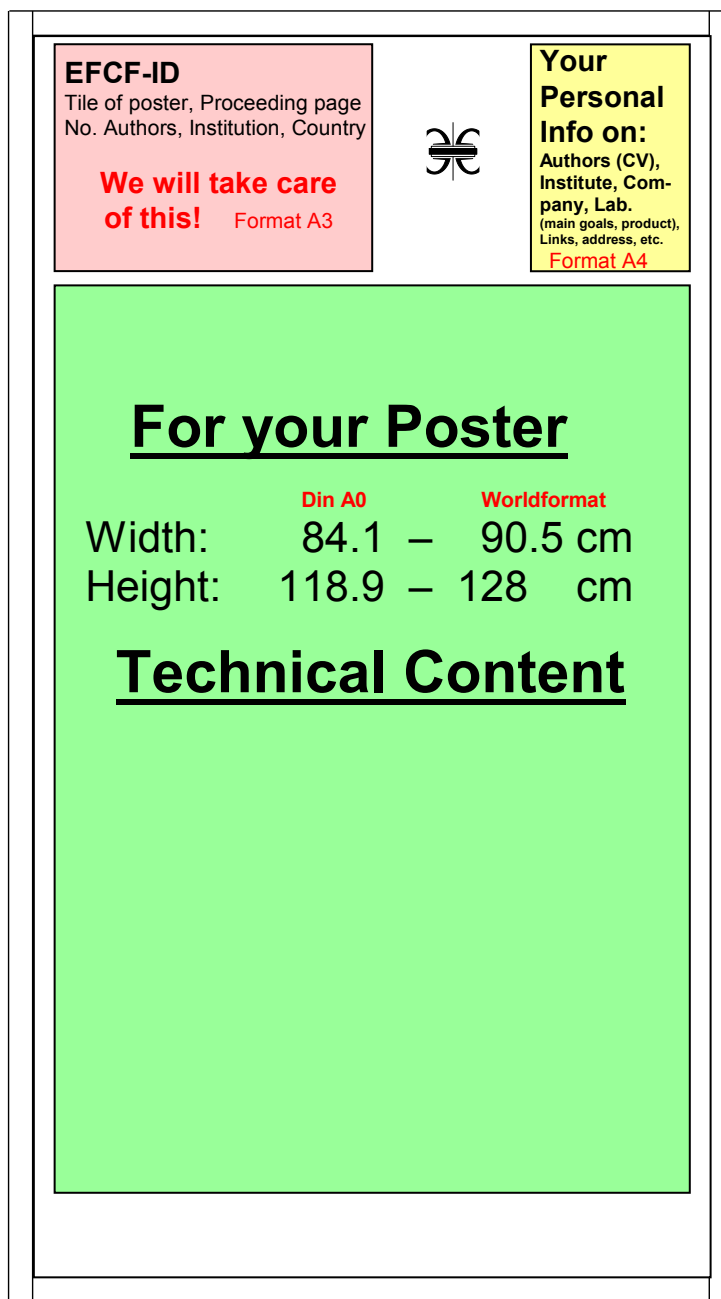 EFCF-ID
Tile of poster, Proceeding page
No. Authors, Institution, Country
We will take care
of this! Format A3
Your
Personal
Info on:
Authors (CV),
Institute, Com-
pany, Lab.
(main goals, product),
Links, address, etc.
Format A4
For your Poster
Din A0 Worldformat
Width: 84.1 – 90.5 cm
Height: 118.9 – 128 cm
Technical Content